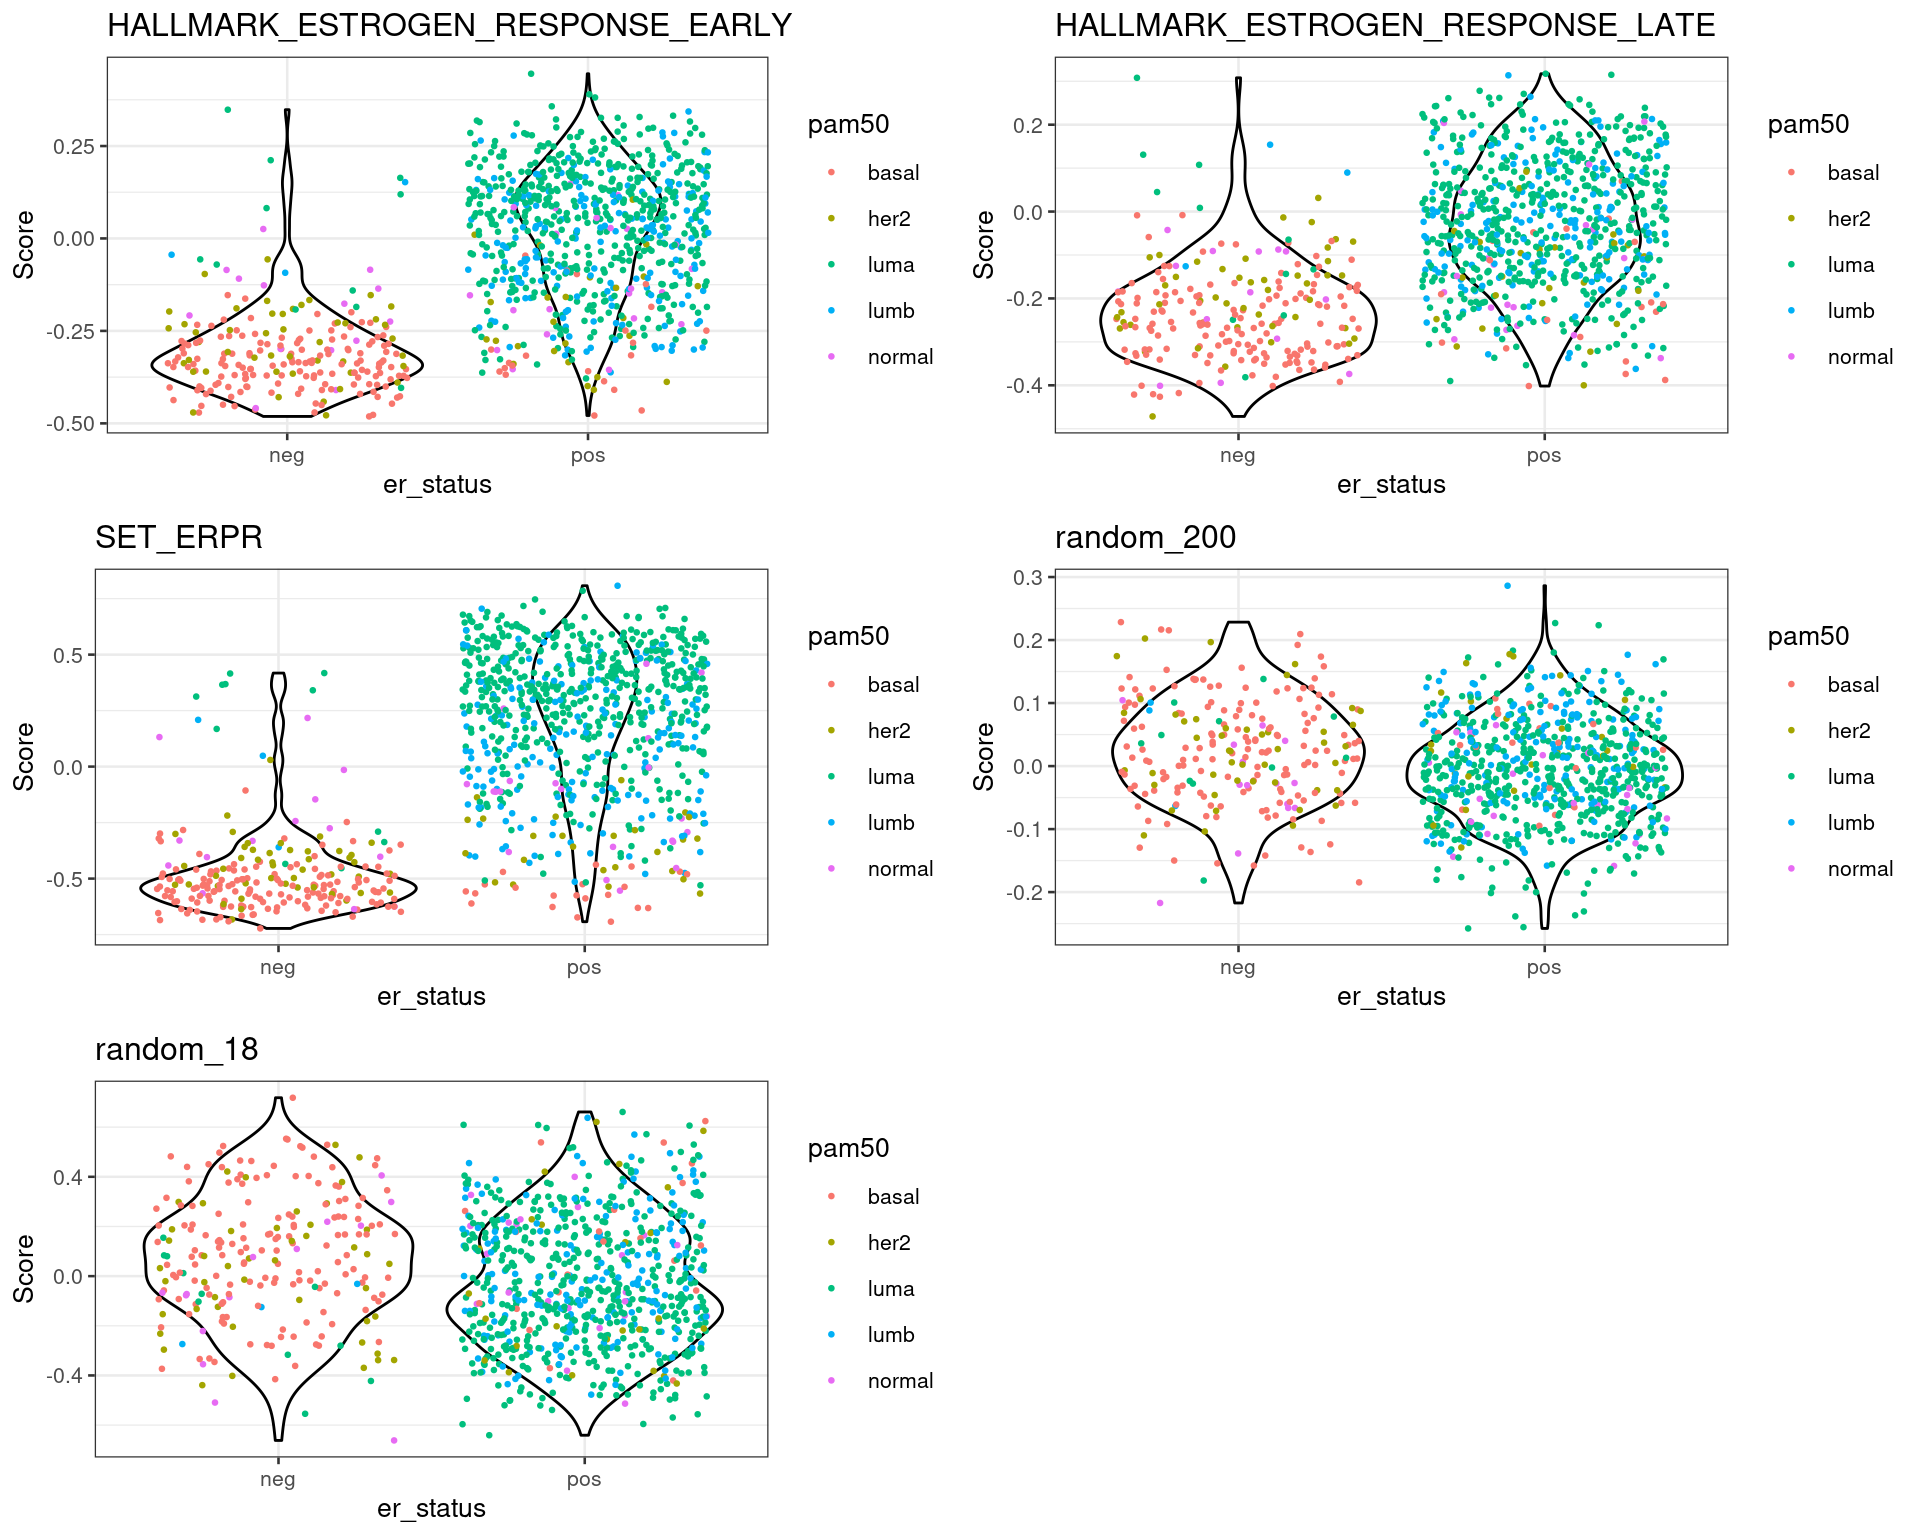 HALLMARK_ESTROGEN_RESPONSE_EARLY
0.25
0.00
-0.25
-0.50
Score
neg
pos
er_status
pam50
basal
her2
luma
lumb
normal
HALLMARK_ESTROGEN_RESPONSE_LATE
0.2
0.0
-0.2
-0.4
Score
neg
pos
er_status
pam50
basal
her2
luma
lumb
normal
SET_ERPR
0.5
0.0
-0.5
Score
neg
pos
er_status
pam50
basal
her2
luma
lumb
normal
random_200
0.3
0.2
0.1
0.0
-0.1
-0.2
Score
neg
pos
er_status
pam50
basal
her2
luma
lumb
normal
random_18
0.4
0.0
-0.4
Score
neg
pos
er_status
pam50
basal
her2
luma
lumb
normal